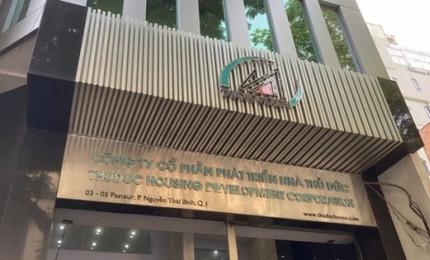 CÔNG TY CỔ PHẦN PHÁT TRIỂN NHÀ THỦ ĐỨC
THUDUC HOUSING DEVELOPMENT CORPORATION
03 - 05 Pasteur, P. Nguyễn Thái Bình, Q.1
www.thuduchouse.com